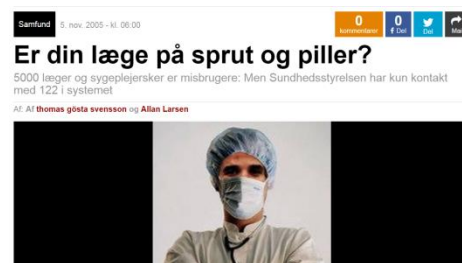 Samfund 5. nov. 2005 - kl. 06:00
0 kommentarer
0 Del
Del
Mail
Er din læge på sprut og piller?
5000 læger og sygeplejersker er misbrugere: Men Sundhedsstyrelsen har kun kontakt
med 122 i systemet
Af: Af thomas gösta svensson og Allan Larsen